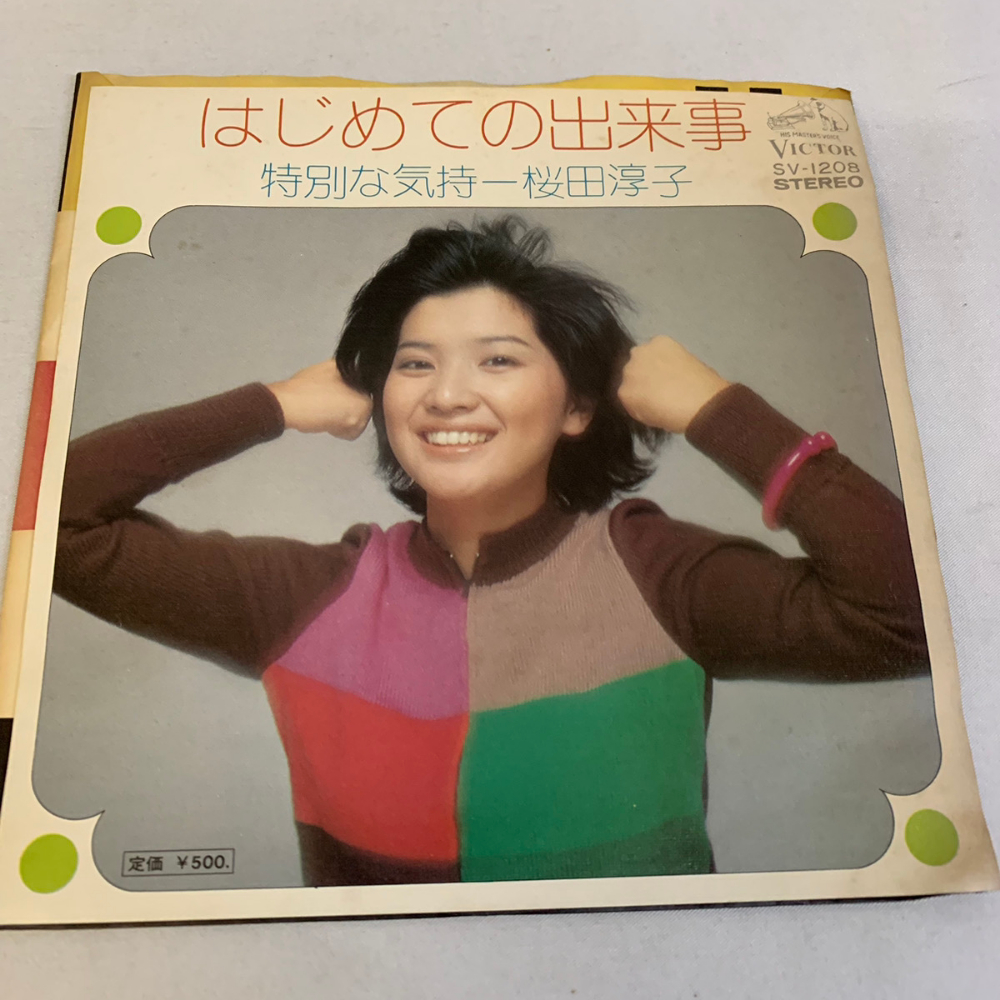 はじめての出来事
特別な気持ー桜田淳子
HIS MASTER'S VOICE
VICTOR
SV-1208
STEREO
定価 ￥500.